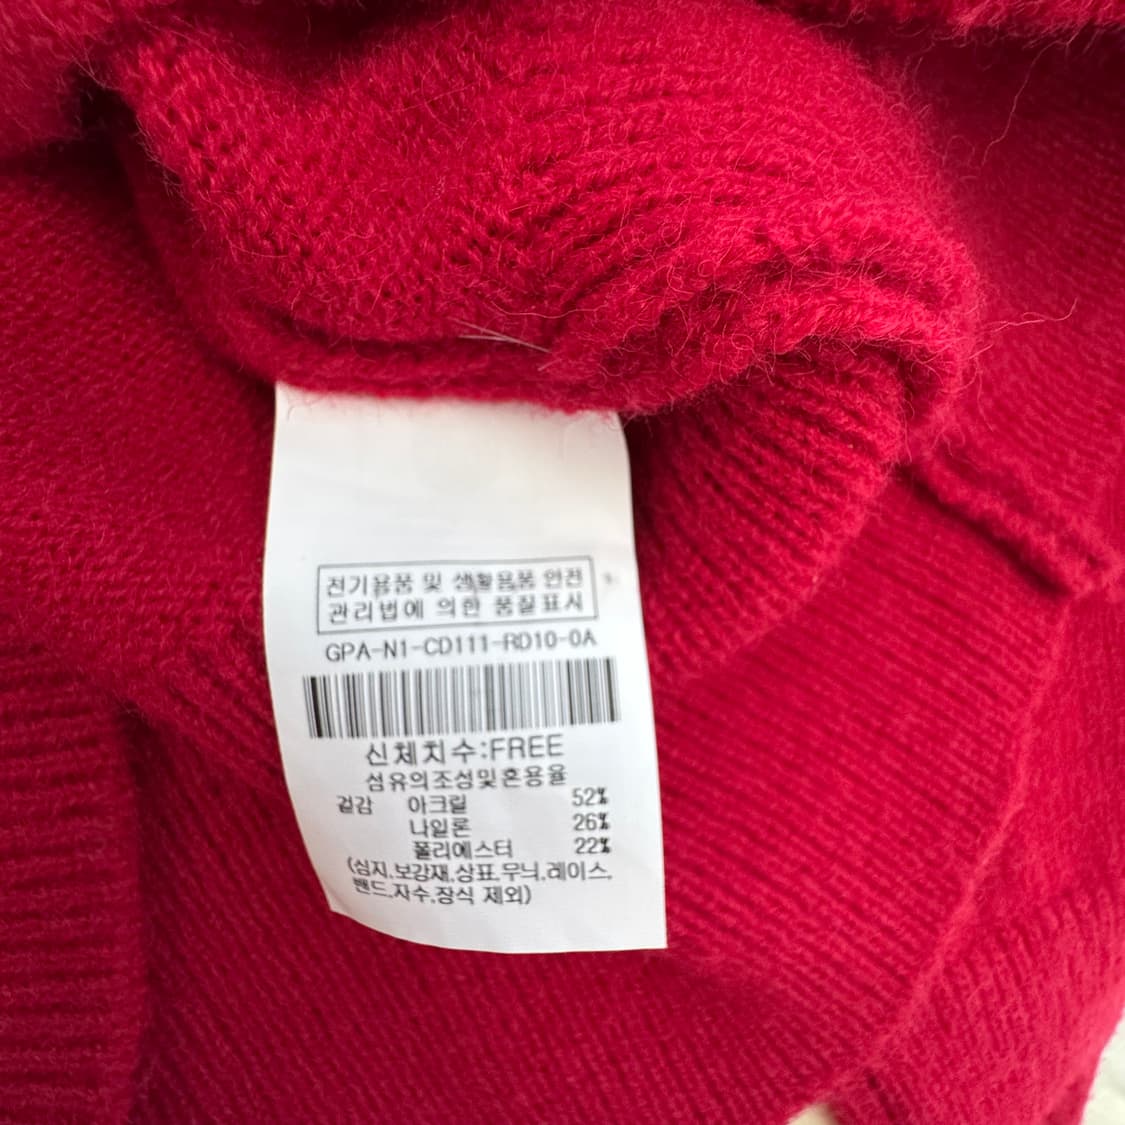 전기용품 및 생활용품 안전
관리법에 의한 품질표시
GPA-N1-CD111-RD10-0A
신체치수:FREE
섬유의조성및혼용율
겉감 아크릴 52%
나일론 26%
폴리에스터 22%
(심지,보강재,상표,무늬,레이스,
밴드,자수,장식 제외)